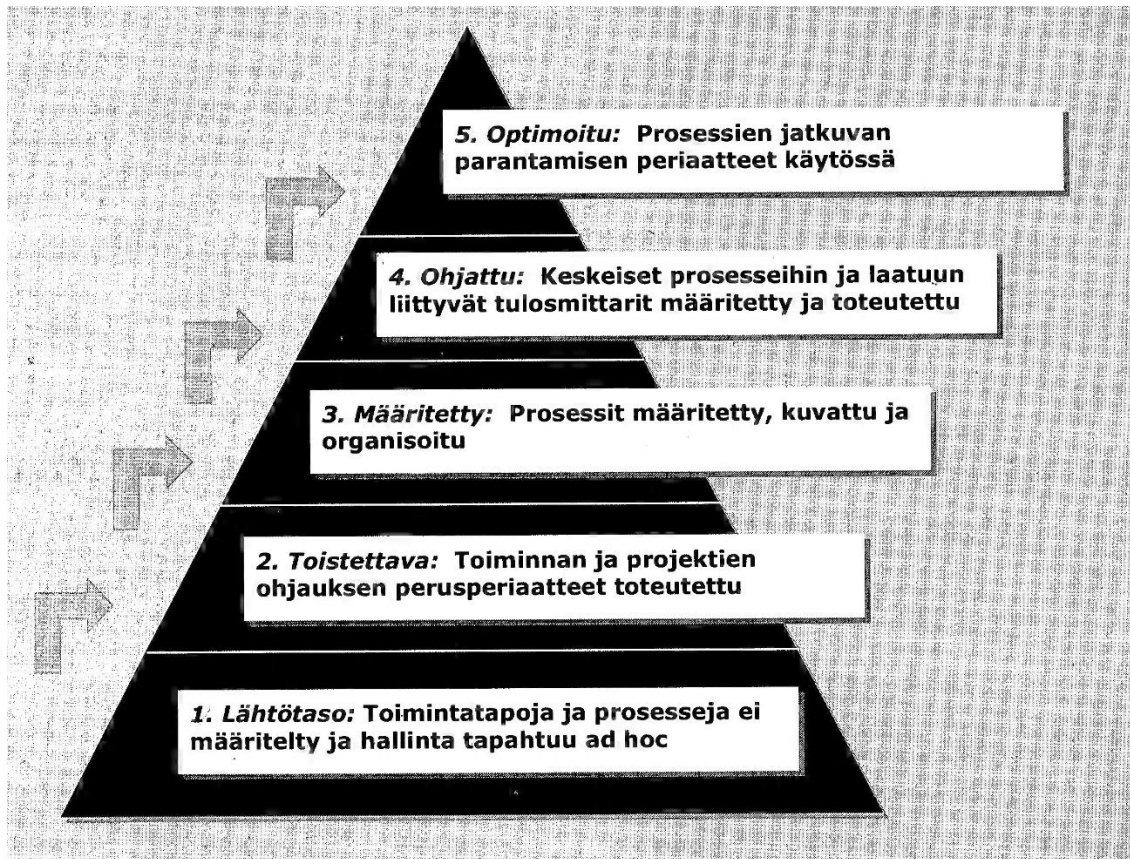 5. Optimoitu: Prosessien jatkuvan
parantamisen periaatteet käytössä
4. Ohjattu: Keskeiset prosesseihin ja laatuun
liittyvät tulosmittarit määritetty ja toteutettu
3. Määritetty: Prosessit määritetty, kuvattu ja
organisoitu
2. Toistettava: Toiminnan ja projektien
ohjauksen perusperiaatteet toteutettu
1. Lähtötaso: Toimintatapoja ja prosesseja ei
määritelty ja hallinta tapahtuu ad hoc